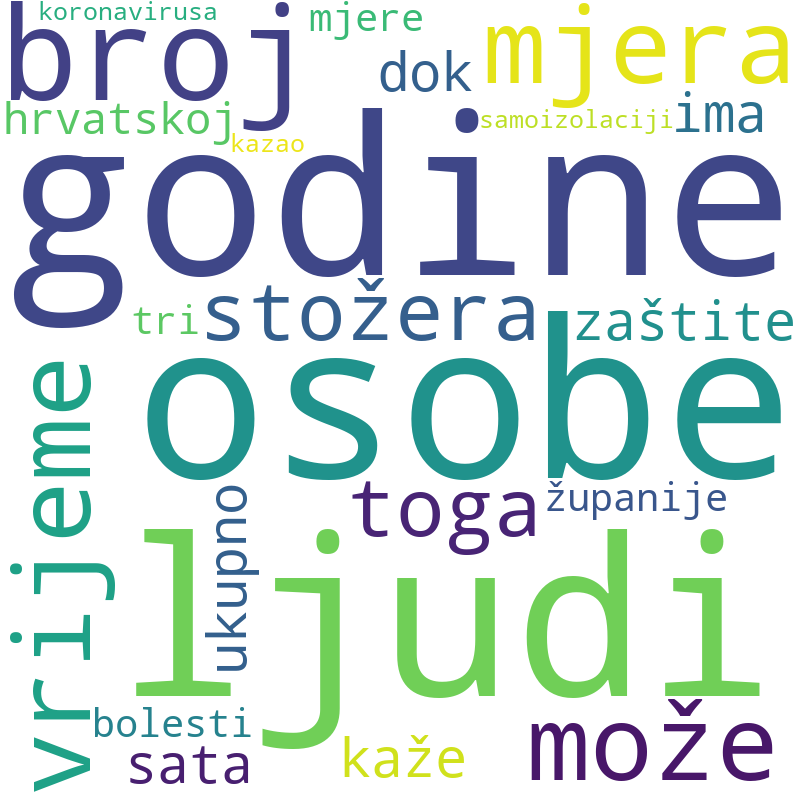 koronavirusa
mjere
broj
mjera
dok
hrvatskoj
samoizolaciji
ima
kazao
godine
tri
stožera
zaštite
osobe
vrijeme
toga
županije
ukupno
ljudi
bolesti
sata
kaže
može